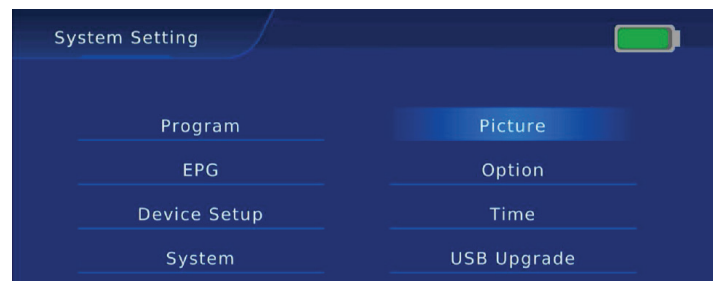 System Setting
Program
Picture
EPG
Option
Device Setup
Time
System
USB Upgrade